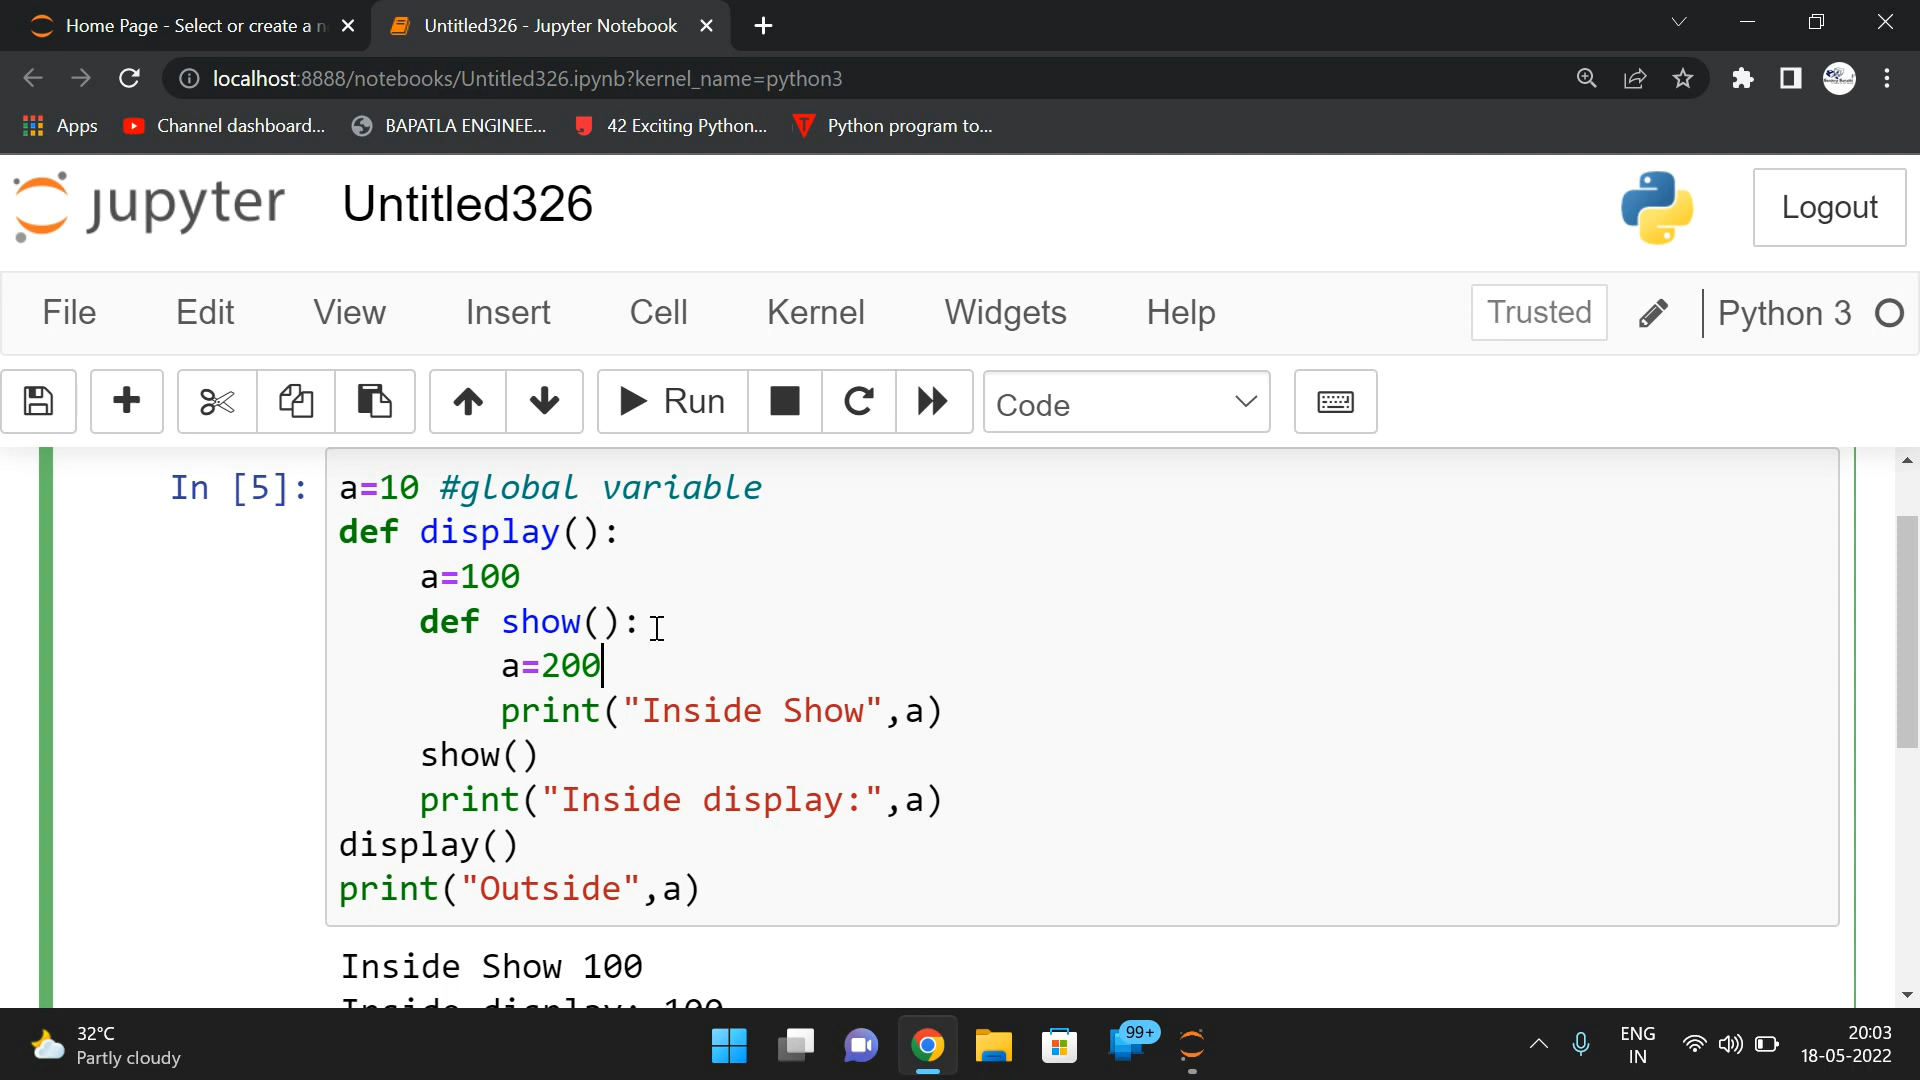 Home Page - Select or create a n
Untitled326 - Jupyter Notebook
localhost:8888/notebooks/Untitled326.ipynb?kernel_name=python3
Apps
Channel dashboard...
BAPATLA ENGINEE...
42 Exciting Python...
Python program to...
jupyter
Untitled326
Logout
File
Edit
View
Insert
Cell
Kernel
Widgets
Help
Trusted
Python 3
Run
Code
In [5]:
a=10 #global variable
def display():
    a=100
    def show():
        a=200
        print("Inside Show",a)
    show()
    print("Inside display:",a)
display()
print("Outside",a)
Inside Show 100
Inside display: 100
32°C
Partly cloudy
99+
ENG
IN
20:03
18-05-2022